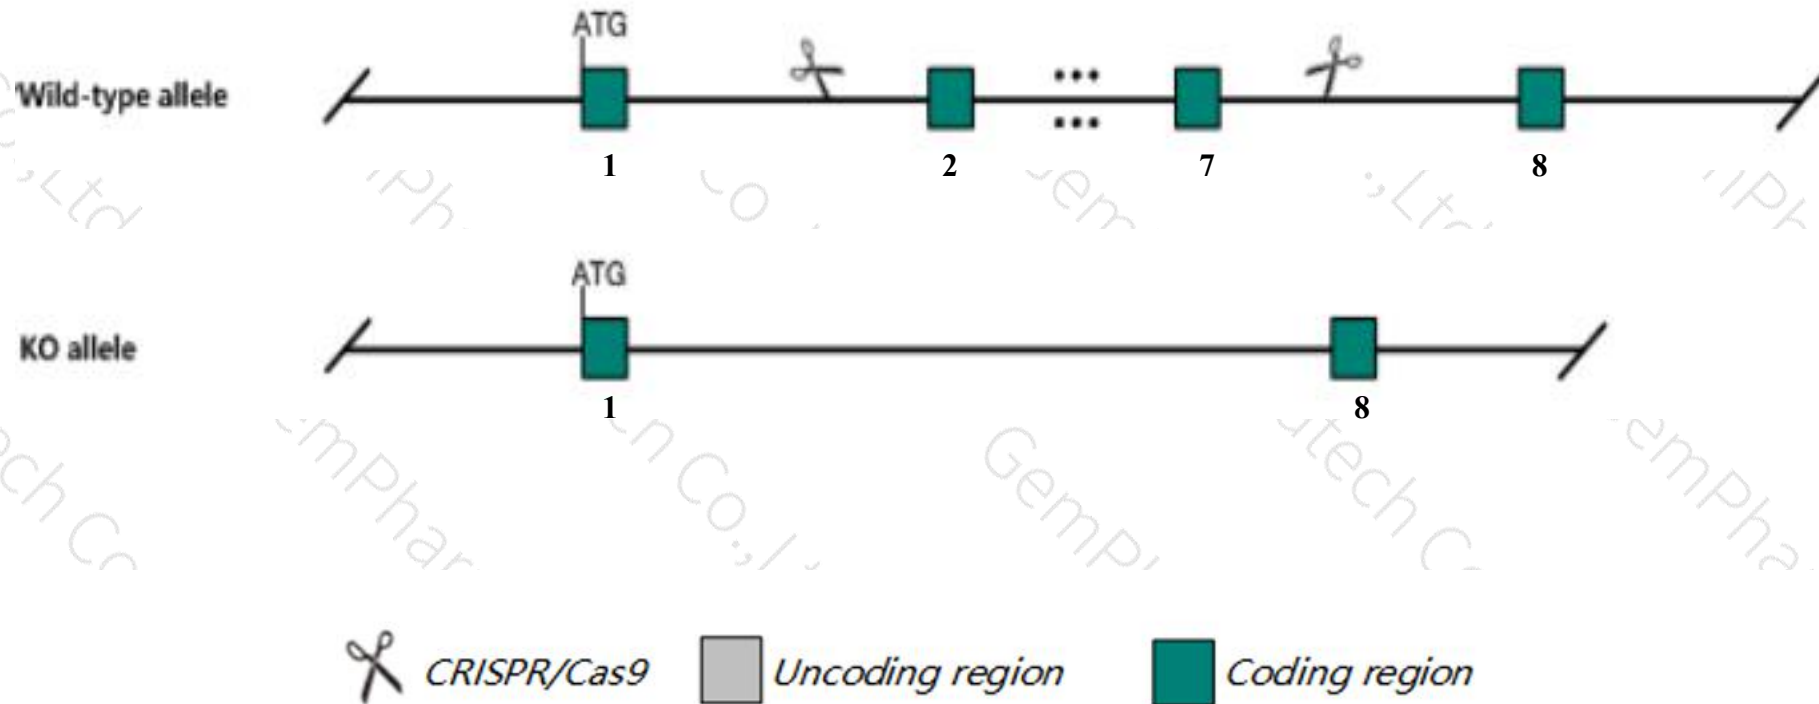 ATG
Wild-type allele
1 2 7 8
ATG
KO allele
1 8
CRISPR/Cas9 Uncoding region Coding region
GemPh